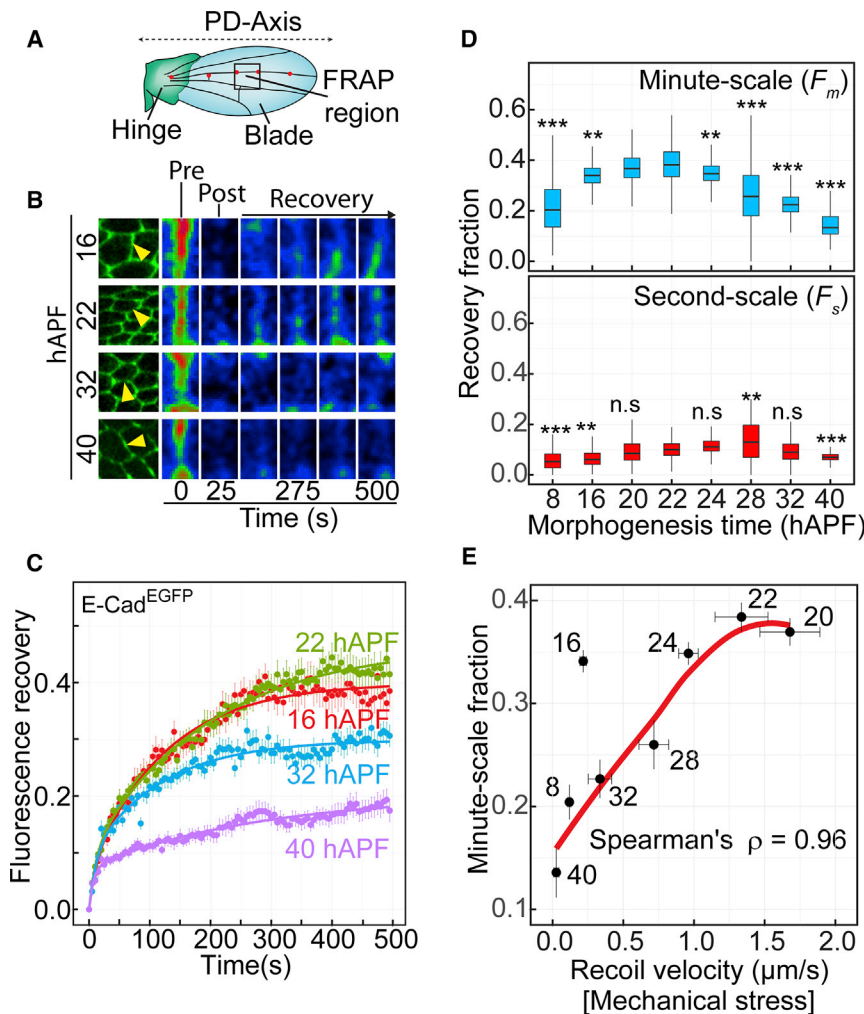 A
PD-Axis
Hinge
Blade
FRAP
region
B
Pre
Post
Recovery
hAPF
16
22
32
40
0 25 275 500
Time (s)
C
E-Cad^EGFP
22 hAPF
16 hAPF
32 hAPF
40 hAPF
Fluorescence recovery
0.4
0.2
0.0
0 100 200 300 400 500
Time(s)
D
Minute-scale (Fm)
*** ** ** *** *** ***
0.6
0.4
0.2
0.0
Recovery fraction
Second-scale (Fs)
*** ** n.s n.s ** n.s ***
0.6
0.4
0.2
0.0
8 16 20 22 24 28 32 40
Morphogenesis time (hAPF)
E
Minute-scale fraction
0.4
0.3
0.2
0.1
22
20
24
16
28
8
32
40
Spearman's ρ = 0.96
0.0 0.5 1.0 1.5 2.0
Recoil velocity (µm/s)
[Mechanical stress]